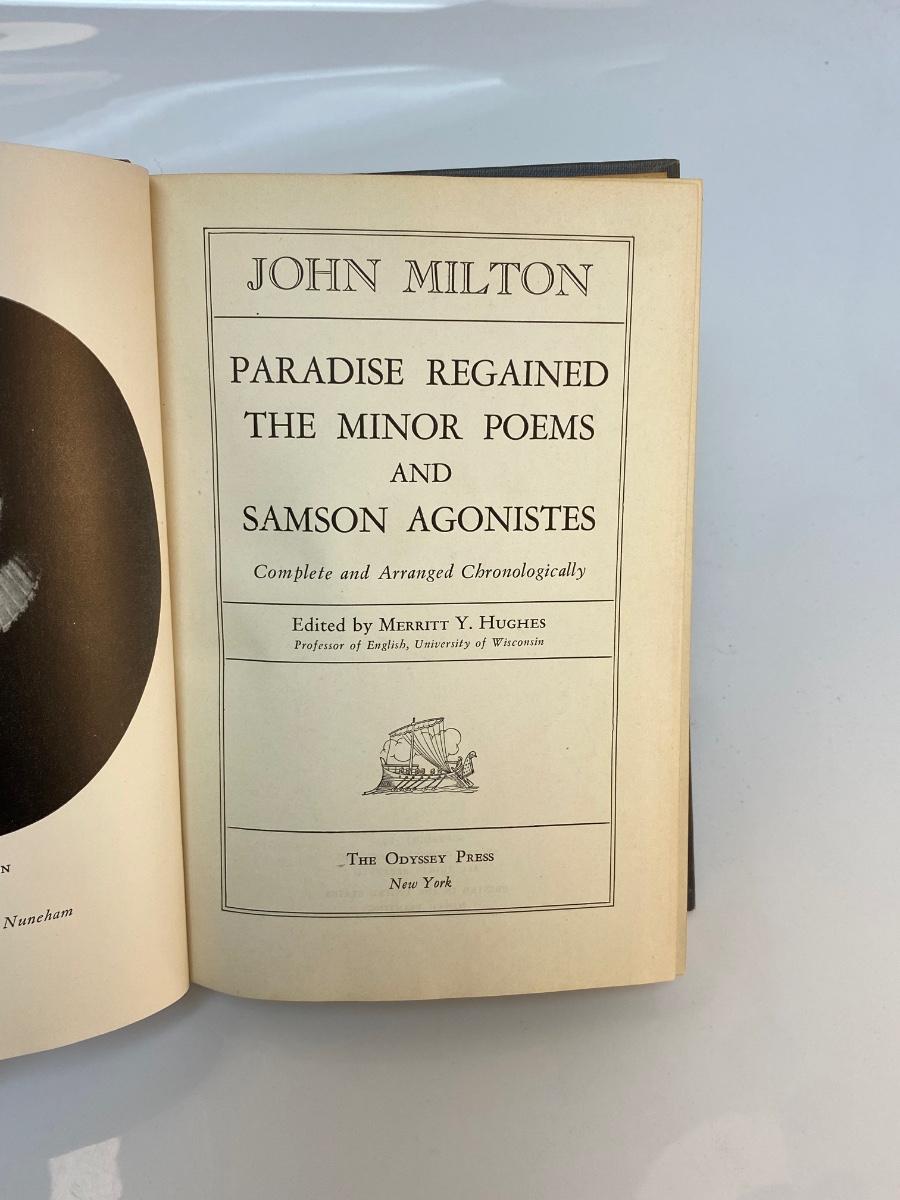 JOHN MILTON
PARADISE REGAINED
THE MINOR POEMS
AND
SAMSON AGONISTES
Complete and Arranged Chronologically
Edited by MERRITT Y. HUGHES
Professor of English, University of Wisconsin
THE ODYSSEY PRESS
New York
N
Nuneham